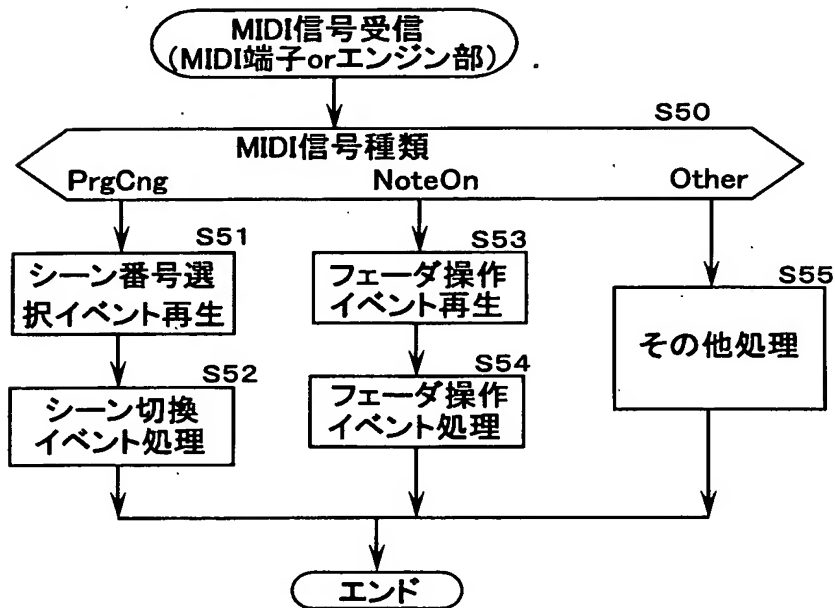 MIDI信号受信
(MIDI端子orエンジン部)
S50
MIDI信号種類
PrgCng
NoteOn
Other
S51
シーン番号選
択イベント再生
S52
シーン切換
イベント処理
S53
フェーダ操作
イベント再生
S54
フェーダ操作
イベント処理
S55
その他処理
エンド